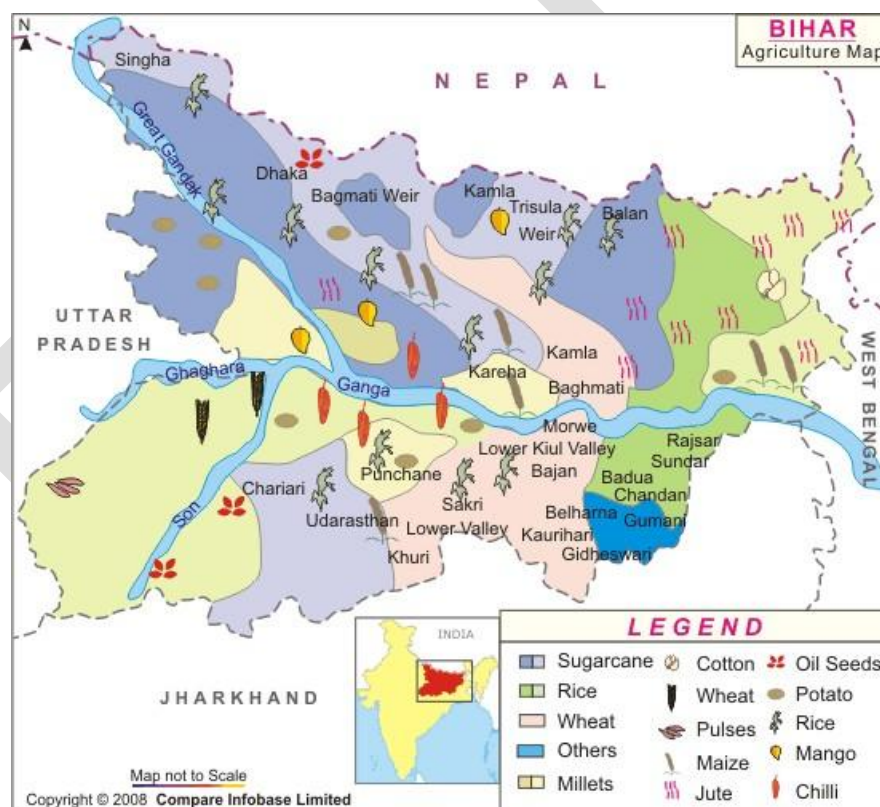 N
BIHAR
Agriculture Map
NEPAL
Singha
Great Gandak
Dhaka
Bagmati Weir
Kamla
Trisula
Weir
Balan
UTTAR
PRADESH
Ghaghara
Ganga
Kareha
Kamla
Baghmati
WEST BENGAL
Morwe
Lower Kiul Valley
Bajan
Rajsar
Sundar
Badua
Chandan
Punchane
Chariari
Son
Udarasthan
Sakri
Lower Valley
Khuri
Belharna
Gumani
Kaurihari
Gidheswari
JHARKHAND
INDIA
LEGEND
Sugarcane
Cotton
Oil Seeds
Rice
Wheat
Potato
Wheat
Pulses
Rice
Others
Maize
Mango
Millets
Jute
Chilli
Map not to Scale
Copyright © 2008 Compare Infobase Limited